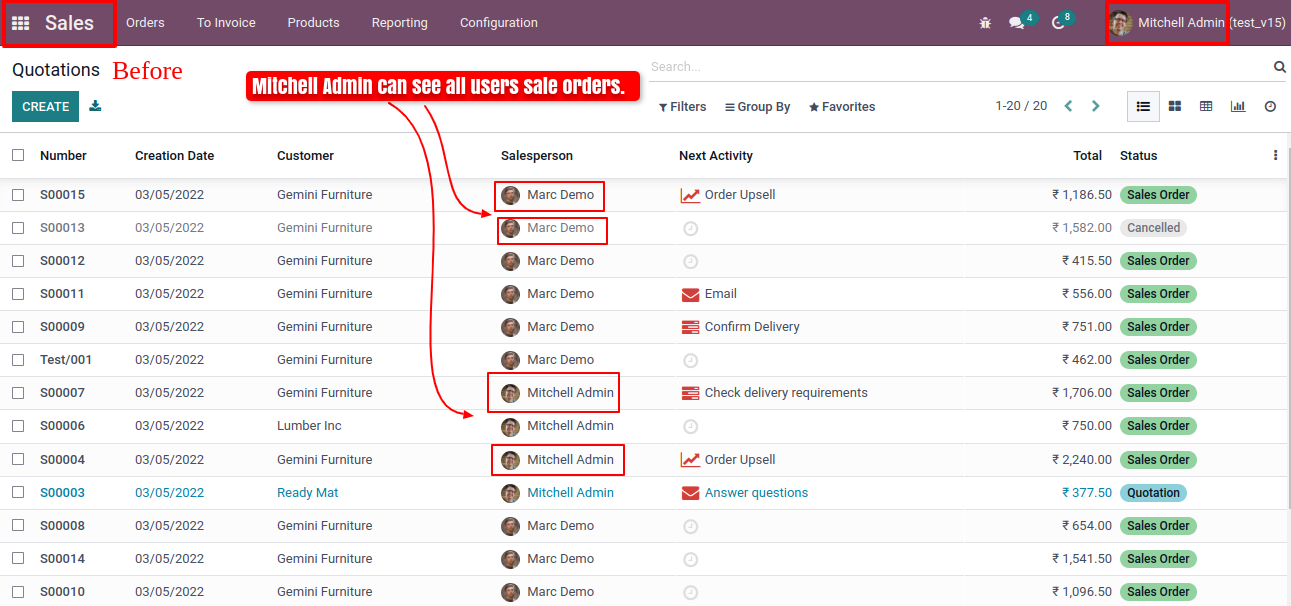 Sales Orders To Invoice Products Reporting Configuration 4 8 Mitchell Admin (test_v15)
Quotations Before
Search...
Mitchell Admin can see all users sale orders.
CREATE Filters Group By Favorites 1-20 / 20
Number Creation Date Customer Salesperson Next Activity Total Status
S00015 03/05/2022 Gemini Furniture Marc Demo Order Upsell ₹ 1,186.50 Sales Order
S00013 03/05/2022 Gemini Furniture Marc Demo ₹ 1,582.00 Cancelled
S00012 03/05/2022 Gemini Furniture Marc Demo ₹ 415.50 Sales Order
S00011 03/05/2022 Gemini Furniture Marc Demo Email ₹ 556.00 Sales Order
S00009 03/05/2022 Gemini Furniture Marc Demo Confirm Delivery ₹ 751.00 Sales Order
Test/001 03/05/2022 Gemini Furniture Marc Demo ₹ 462.00 Sales Order
S00007 03/05/2022 Gemini Furniture Mitchell Admin Check delivery requirements ₹ 1,706.00 Sales Order
S00006 03/05/2022 Lumber Inc Mitchell Admin ₹ 750.00 Sales Order
S00004 03/05/2022 Gemini Furniture Mitchell Admin Order Upsell ₹ 2,240.00 Sales Order
S00003 03/05/2022 Ready Mat Mitchell Admin Answer questions ₹ 377.50 Quotation
S00008 03/05/2022 Gemini Furniture Marc Demo ₹ 654.00 Sales Order
S00014 03/05/2022 Gemini Furniture Marc Demo ₹ 1,541.50 Sales Order
S00010 03/05/2022 Gemini Furniture Marc Demo ₹ 1,096.50 Sales Order